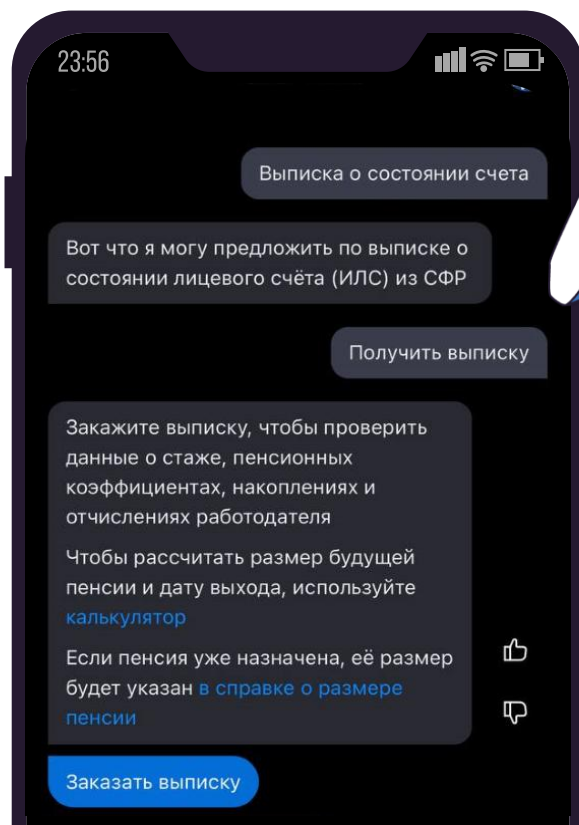 23:56
Выписка о состоянии счета
Вот что я могу предложить по выписке о
состоянии лицевого счёта (ИЛС) из СФР
Получить выписку
Закажите выписку, чтобы проверить
данные о стаже, пенсионных
коэффициентах, накоплениях и
отчислениях работодателя
Чтобы рассчитать размер будущей
пенсии и дату выхода, используйте
калькулятор
Если пенсия уже назначена, её размер
будет указан в справке о размере
пенсии
Заказать выписку